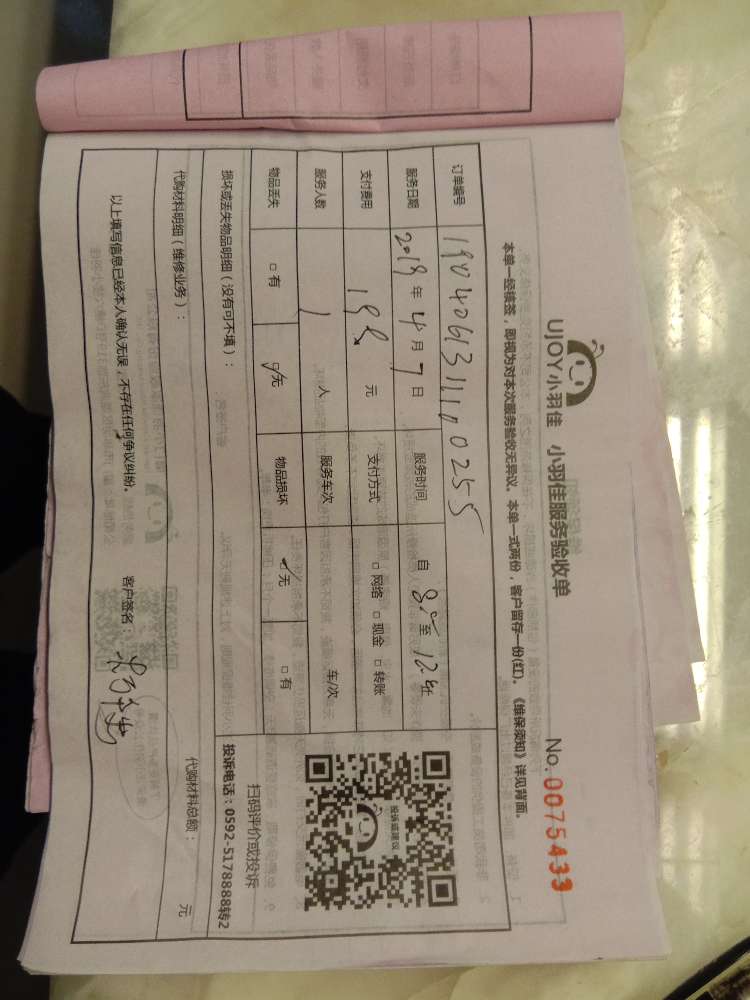 UJOY小羽佳 小羽佳服务验收单 No. 0075433
本单一经核签，即视为对本次服务验收无异议。本单一式两份，客户留存一份(红)。《维保须知》详见背面。
订单编号 1904061311100255
服务日期 2019年4月7日 服务时间 自 至
支付费用 元 支付方式 □网络 □现金 □转账
服务人数 1 人 服务车次 车/次
物品丢失 □有 ☑无 物品损坏 ☑无 □有
损坏或丢失物品明细（没有可不填）：
代购材料明细（维修业务）： 代购材料总额： 元
以上填写信息已经本人确认无误，不存在任何争议纠纷。 客户签名：
投诉或建议
扫码评价或投诉
投诉电话：0592-5178888转2